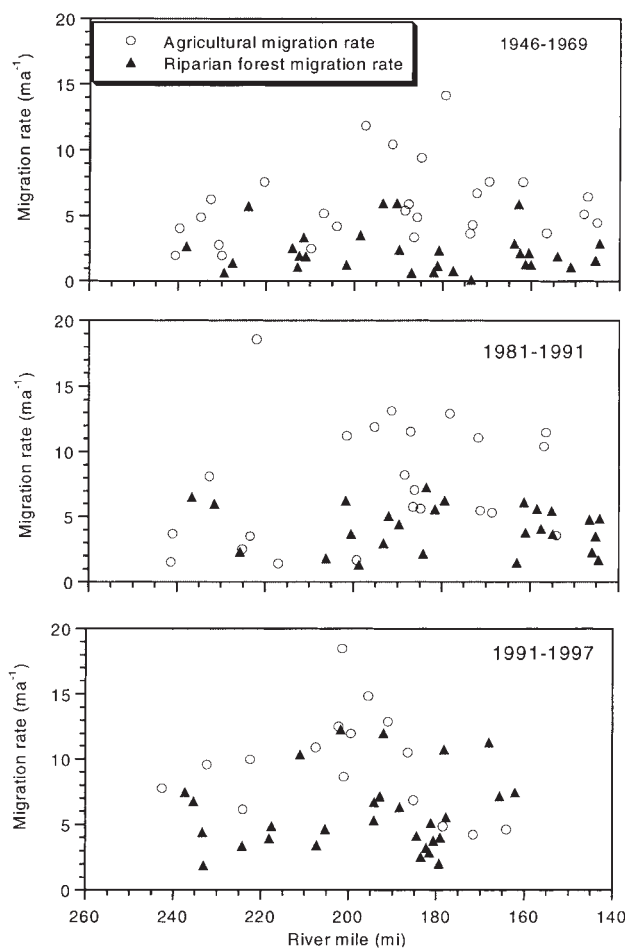 20
15
10
5
0
Migration rate (ma-1)
Agricultural migration rate
Riparian forest migration rate
1946-1969
20
15
10
5
0
Migration rate (ma-1)
1981-1991
20
15
10
5
0
Migration rate (ma-1)
1991-1997
260 240 220 200 180 160 140
River mile (mi)